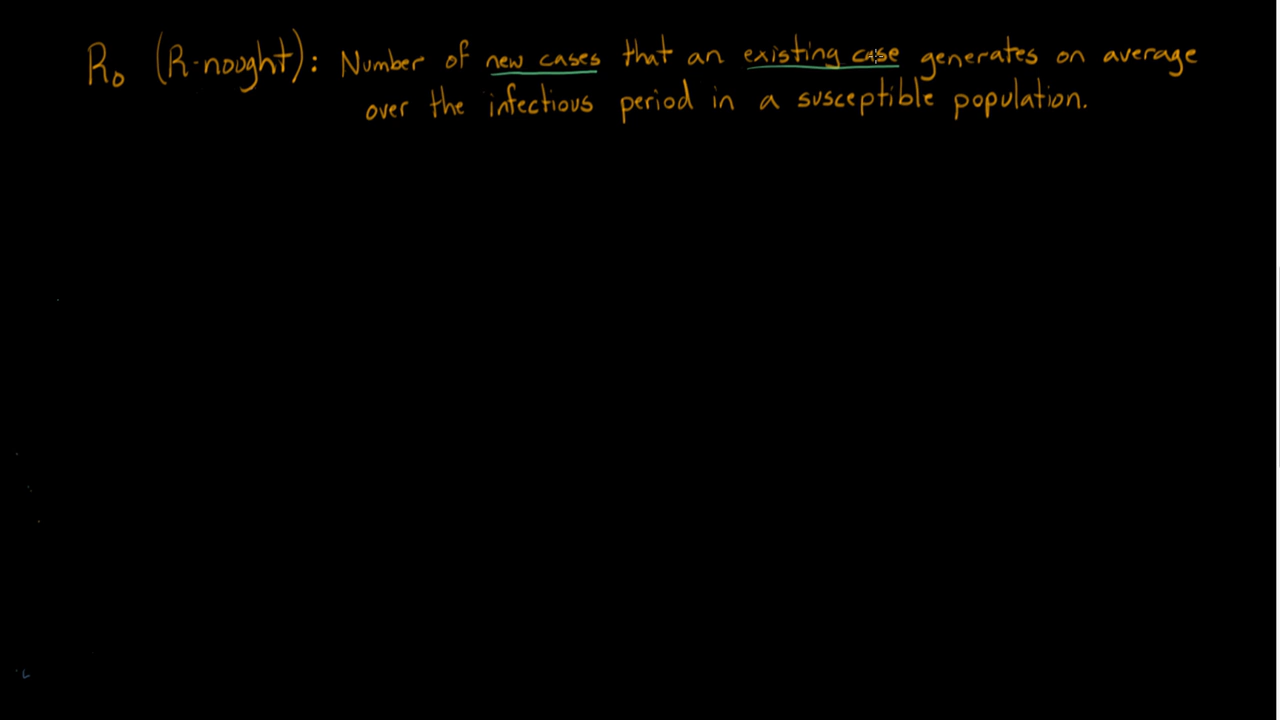 R₀ (R-nought): Number of new cases that an existing case generates on average
over the infectious period in a susceptible population.